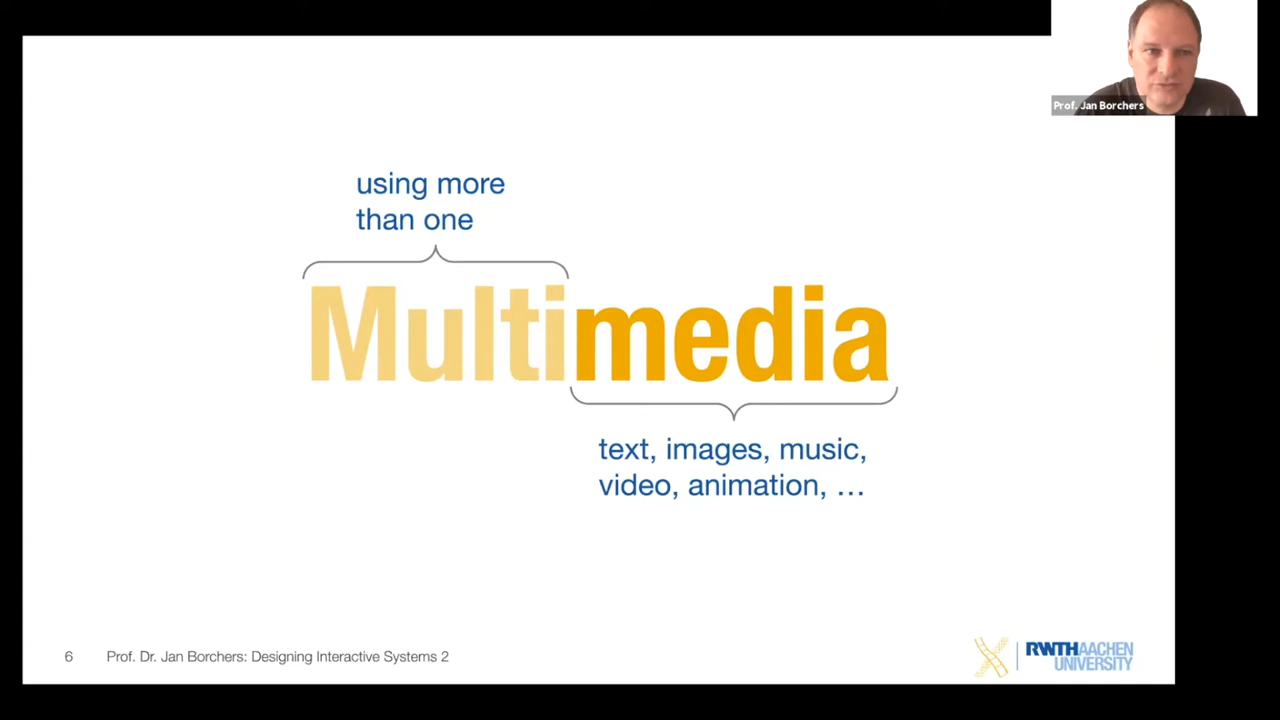 Prof. Jan Borchers
using more
than one
Multimedia
text, images, music,
video, animation, …
6 Prof. Dr. Jan Borchers: Designing Interactive Systems 2
RWTHAACHEN
UNIVERSITY